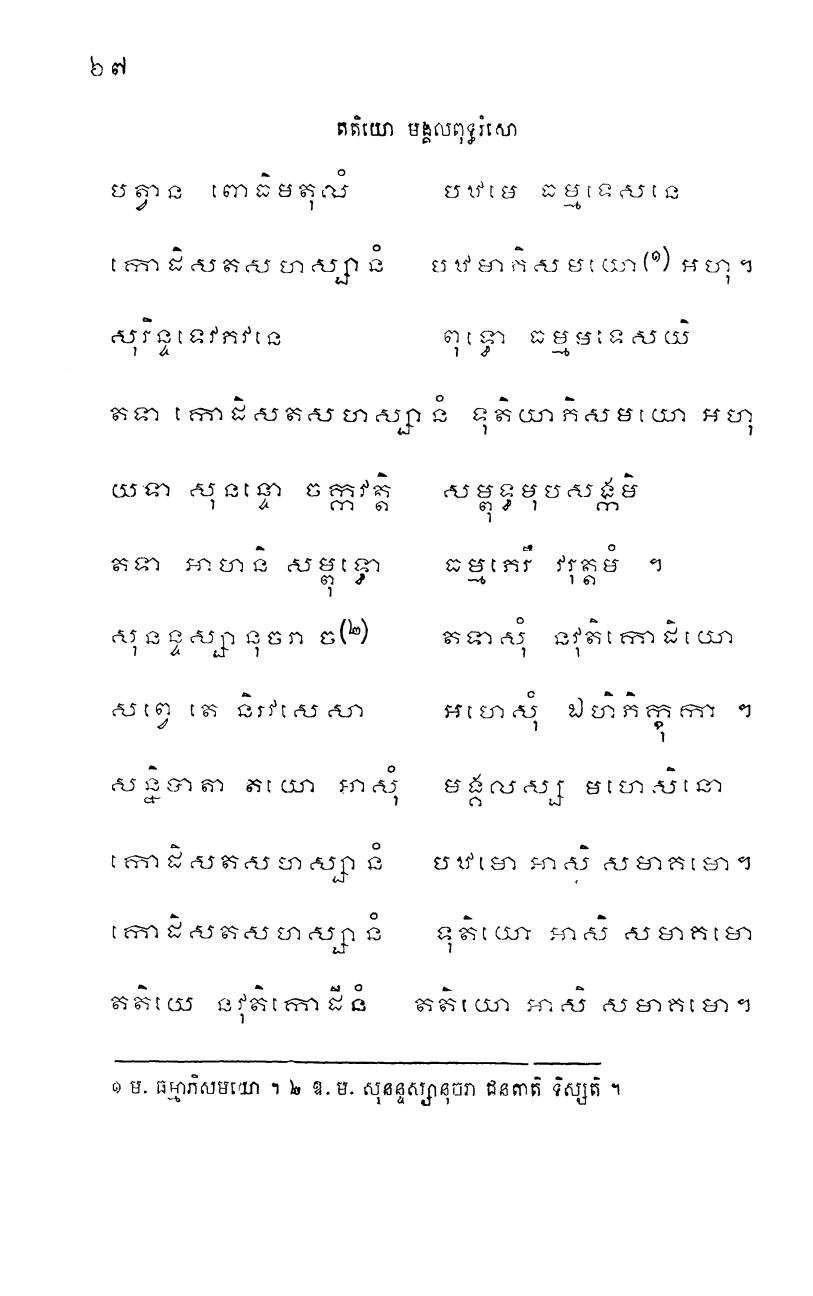 ៦៧
តតិយោ មង្គលពុទ្ធវំសោ
បត្វាន ពោធិមតុលំ បឋមេ ធម្មទេសនេ
កោដិសតសហស្សានំ បឋមាភិសមយោ(១) អហុ។
សុរិន្ទទេវភវនេ ពុទ្ធោ ធម្មមទេសយិ
តទា កោដិសតសហស្សានំ ទុតិយាភិសមយោ អហុ
យទា សុនន្ទោ ចក្កវត្តិ សម្ពុទ្ធមុបសង្កមិ
តទា អាហនិ សម្ពុទ្ធោ ធម្មភេរឹ វរុត្តមំ ។
សុនន្ទស្សានុចរា ច(២) តទាសុំ នវុតិកោដិយោ
សព្វេ តេ និរវសេសា អហេសុំ ឯហិភិក្ខុកា ។
សន្និទាតា តយោ អាសុំ មង្គលស្ស មហេសិនោ
កោដិសតសហស្សានំ បឋមោ អាសិ សមាគមោ។
កោដិសតសហស្សានំ ទុតិយោ អាសិ សមាគមោ
តតិយេ នវុតិកោដីនំ តតិយោ អាសិ សមាគមោ។
១ ម. ធម្មាភិសមយោ ។ ២ ឱ. ម. សុនន្ទស្សានុចរា ជនតាតិ ទិស្សតិ ។